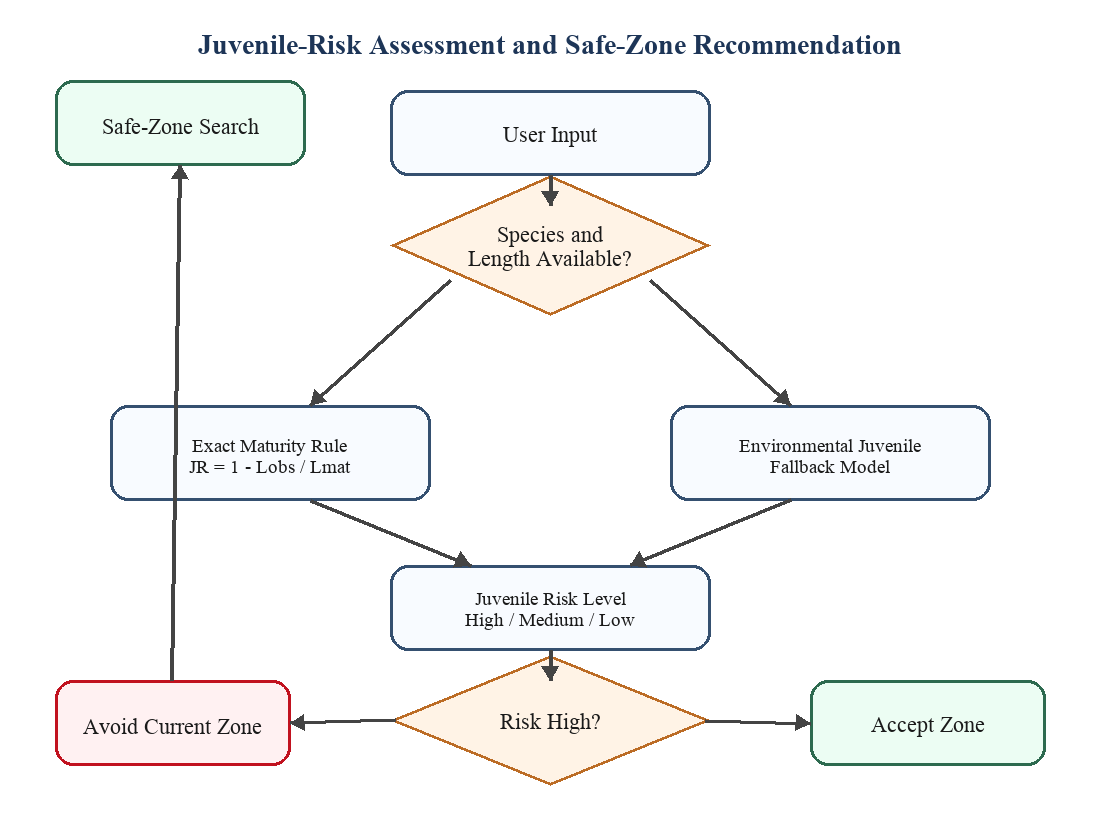 Juvenile-Risk Assessment and Safe-Zone Recommendation
Safe-Zone Search
User Input
Species and
Length Available?
Exact Maturity Rule
JR = 1 - Lobs / Lmat
Environmental Juvenile
Fallback Model
Juvenile Risk Level
High / Medium / Low
Avoid Current Zone
Risk High?
Accept Zone